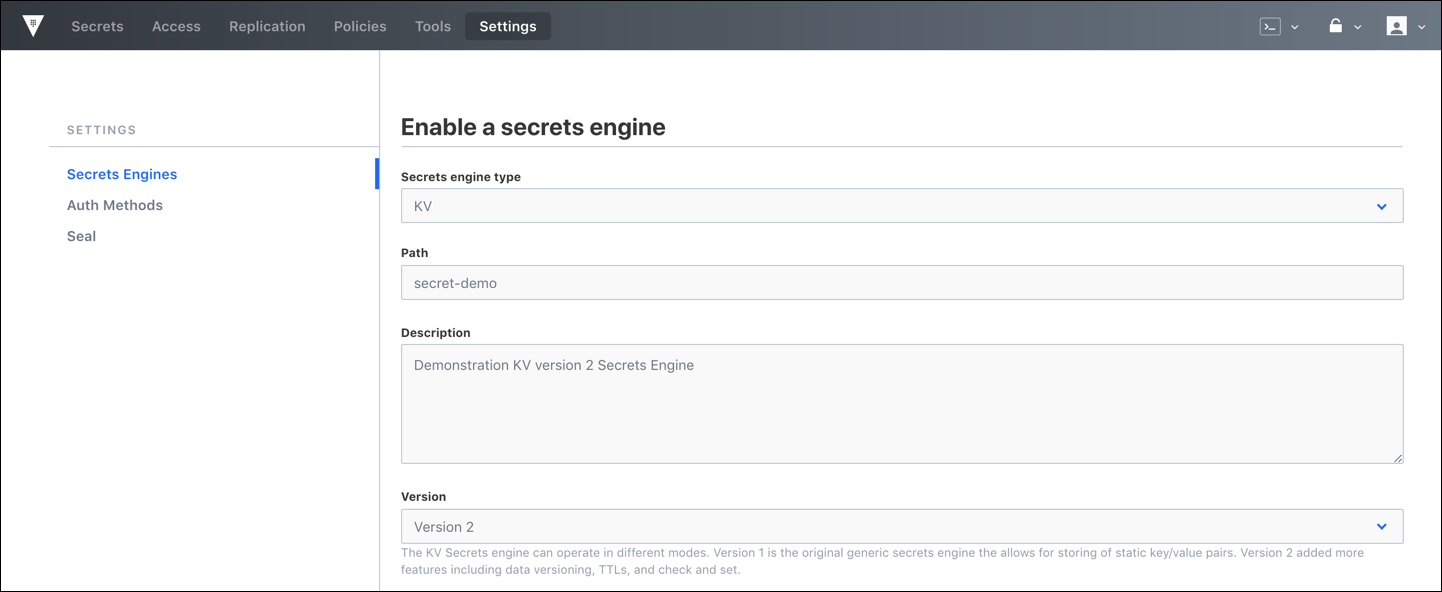 Secrets Access Replication Policies Tools Settings
SETTINGS
Secrets Engines
Auth Methods
Seal
Enable a secrets engine
Secrets engine type
KV
Path
secret-demo
Description
Demonstration KV version 2 Secrets Engine
Version
Version 2
The KV Secrets engine can operate in different modes. Version 1 is the original generic secrets engine the allows for storing of static key/value pairs. Version 2 added more
features including data versioning, TTLs, and check and set.